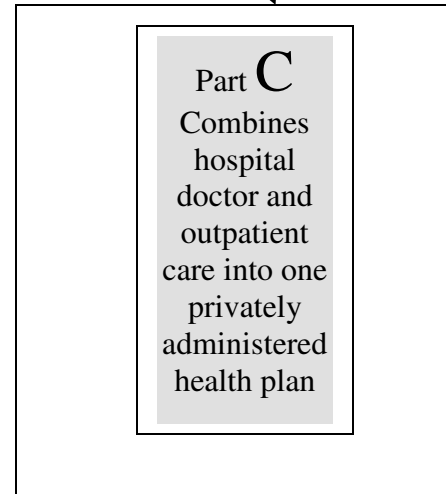 Part C
Combines
hospital
doctor and
outpatient
care into one
privately
administered
health plan